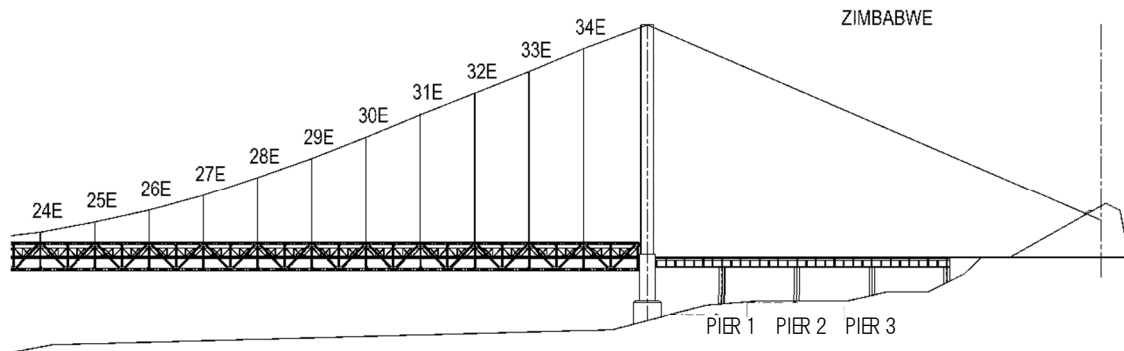 ZIMBABWE
34E
33E
32E
31E
30E
29E
28E
27E
26E
25E
24E
PIER 1 PIER 2 PIER 3